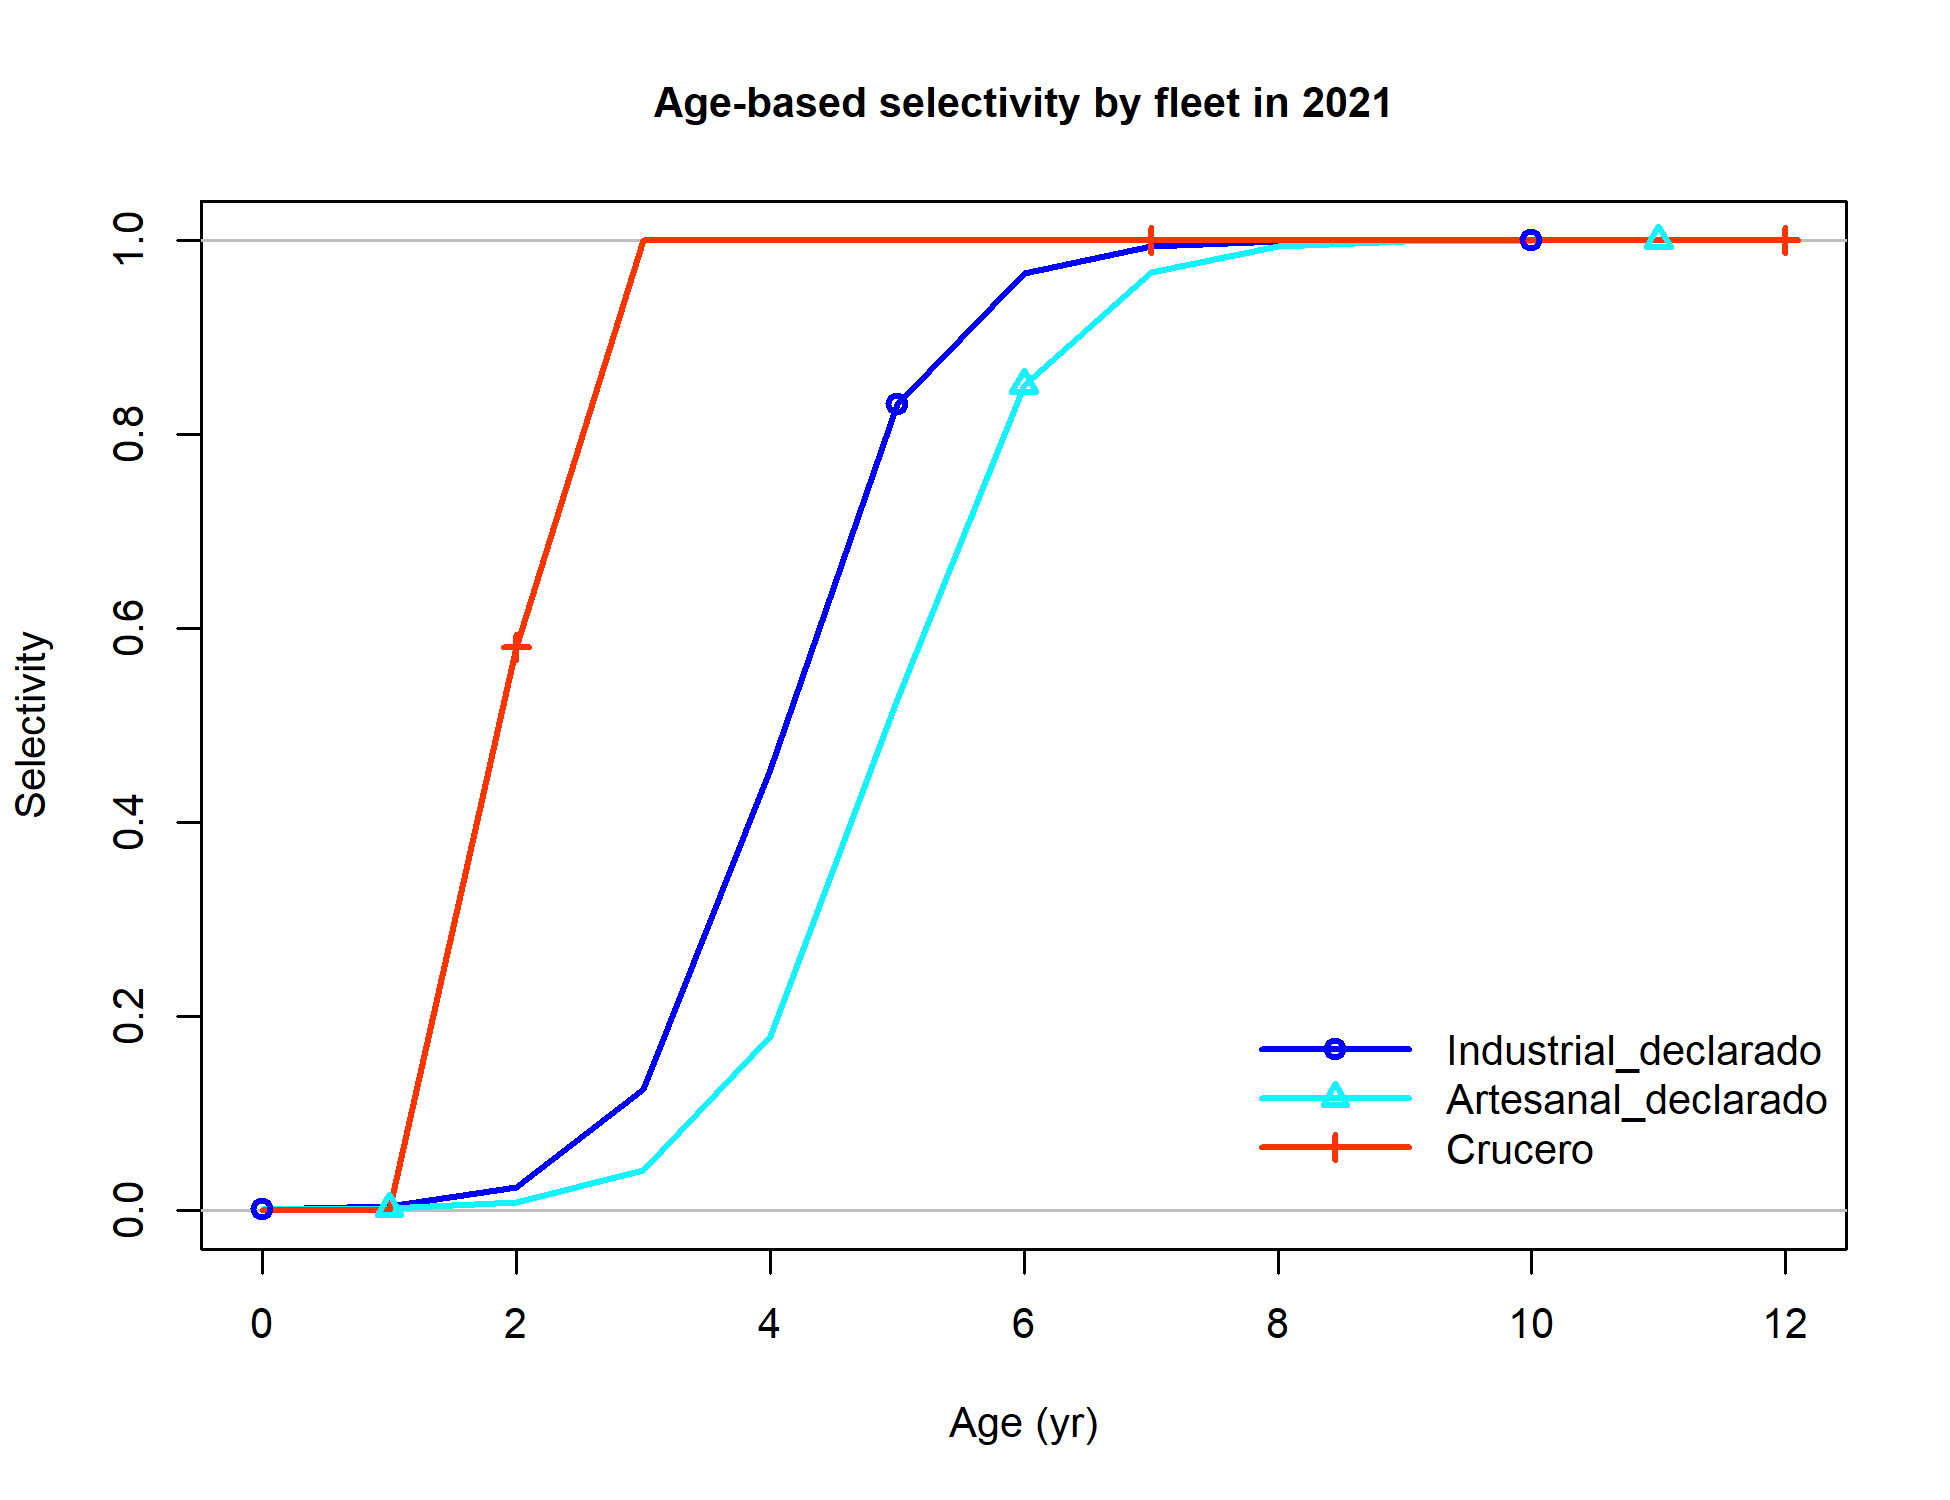 Age-based selectivity by fleet in 2021
Selectivity
1.0
0.8
0.6
0.4
0.2
0.0
Industrial_declarado
Artesanal_declarado
Crucero
0 2 4 6 8 10 12
Age (yr)